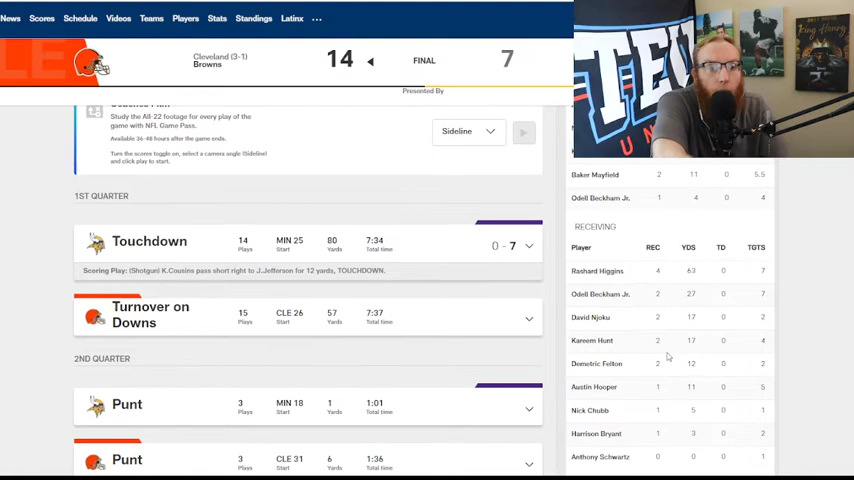 News Scores Schedule Videos Teams Players Stats Standings Latinx ...
Cleveland (3-1)
Browns
14 FINAL 7
Presented By
Study the All-22 footage for every play of the
game with NFL Game Pass.
Available 36-48 hours after the game ends.
Turn the scores toggle on, select a camera angle (Sideline)
and click play to start.
Sideline
1ST QUARTER
Touchdown 14 MIN 25 80 7:34 0 - 7
Plays Start Yards Total time
Scoring Play: (Shotgun) K.Cousins pass short right to J.Jefferson for 12 yards, TOUCHDOWN.
Turnover on
Downs
15 CLE 26 57 7:37
Plays Start Yards Total time
2ND QUARTER
Punt 3 MIN 18 1 1:01
Plays Start Yards Total time
Punt 3 CLE 31 6 1:36
Plays Start Yards Total time
Baker Mayfield 2 11 0 5.5
Odell Beckham Jr. 1 4 0 4
RECEIVING
Player REC YDS TD TGTS
Rashard Higgins 4 63 0 7
Odell Beckham Jr. 2 27 0 7
David Njoku 2 17 0 2
Kareem Hunt 2 17 0 4
Demetric Felton 2 12 0 2
Austin Hooper 1 11 0 5
Nick Chubb 1 5 0 1
Harrison Bryant 1 3 0 2
Anthony Schwartz 0 0 0 1
King Henry